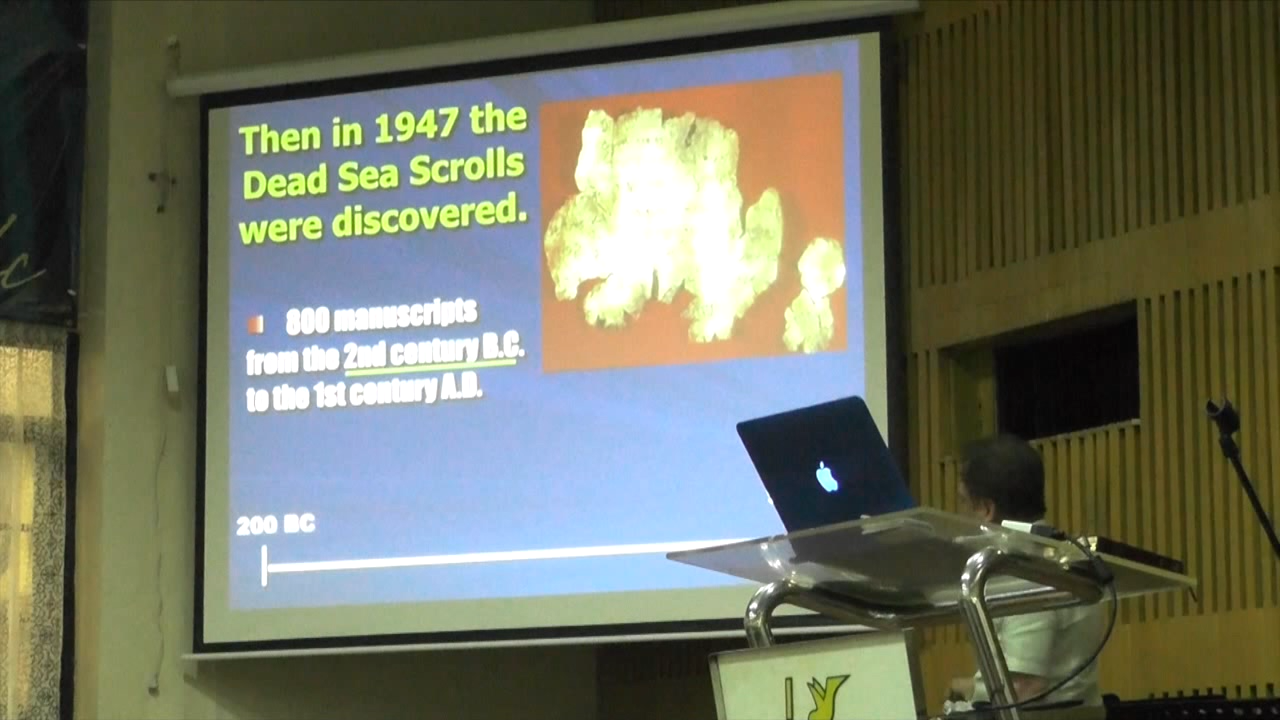 Then in 1947 the
Dead Sea Scrolls
were discovered.
800 manuscripts
from the 2nd century B.C.
to the 1st century A.D.
200 BC